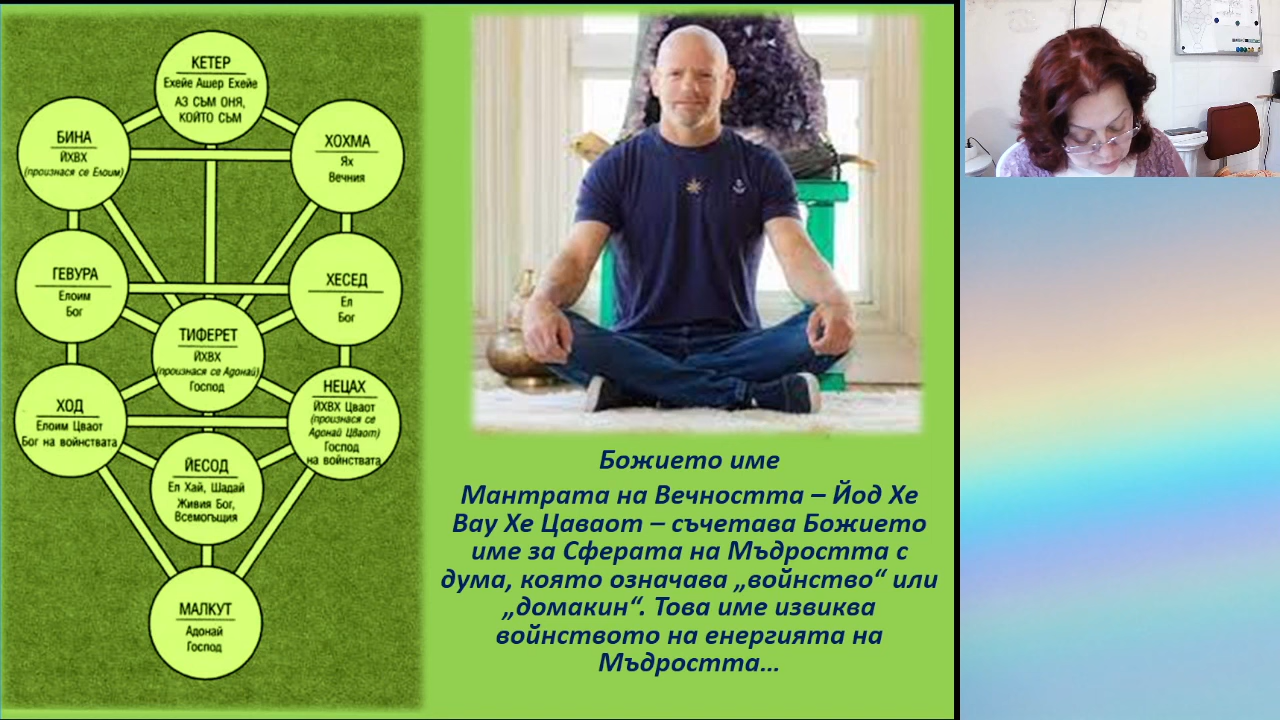 КЕТЕР
Ехейе Ашер Ехейе
АЗ СЪМ ОНЯ,
КОЙТО СЪМ
БИНА
ЙХВХ
(произнася се Елоим)
ХОХМА
Ях
Вечния
ГЕВУРА
Елоим
Бог
ХЕСЕД
Ел
Бог
ТИФЕРЕТ
ЙХВХ
(произнася се Адонай)
Господ
ХОД
Елоим Цваот
Бог на войнствата
НЕЦАХ
ЙХВХ Цваот
(произнася се
Адонай Цваот)
Господ
на войнствата
ЙЕСОД
Ел Хай, Шадай
Живия Бог,
Всемогъщия
МАЛКУТ
Адонай
Господ
Божието име
Мантрата на Вечността – Йод Хе
Вау Хе Цаваот – съчетава Божието
име за Сферата на Мъдростта с
дума, която означава „войнство“ или
„домакин“. Това име извиква
войнството на енергията на
Мъдростта...